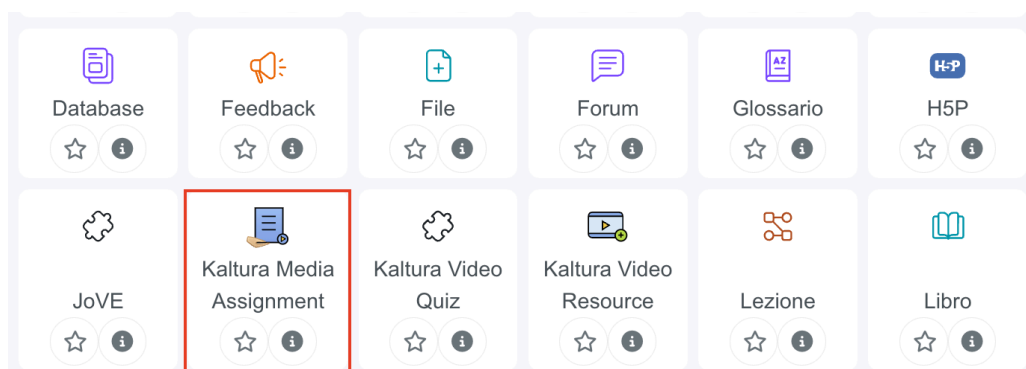 Database
Feedback
File
Forum
AZ
Glossario
H5P
H5P
JoVE
Kaltura Media
Assignment
Kaltura Video
Quiz
Kaltura Video
Resource
Lezione
Libro